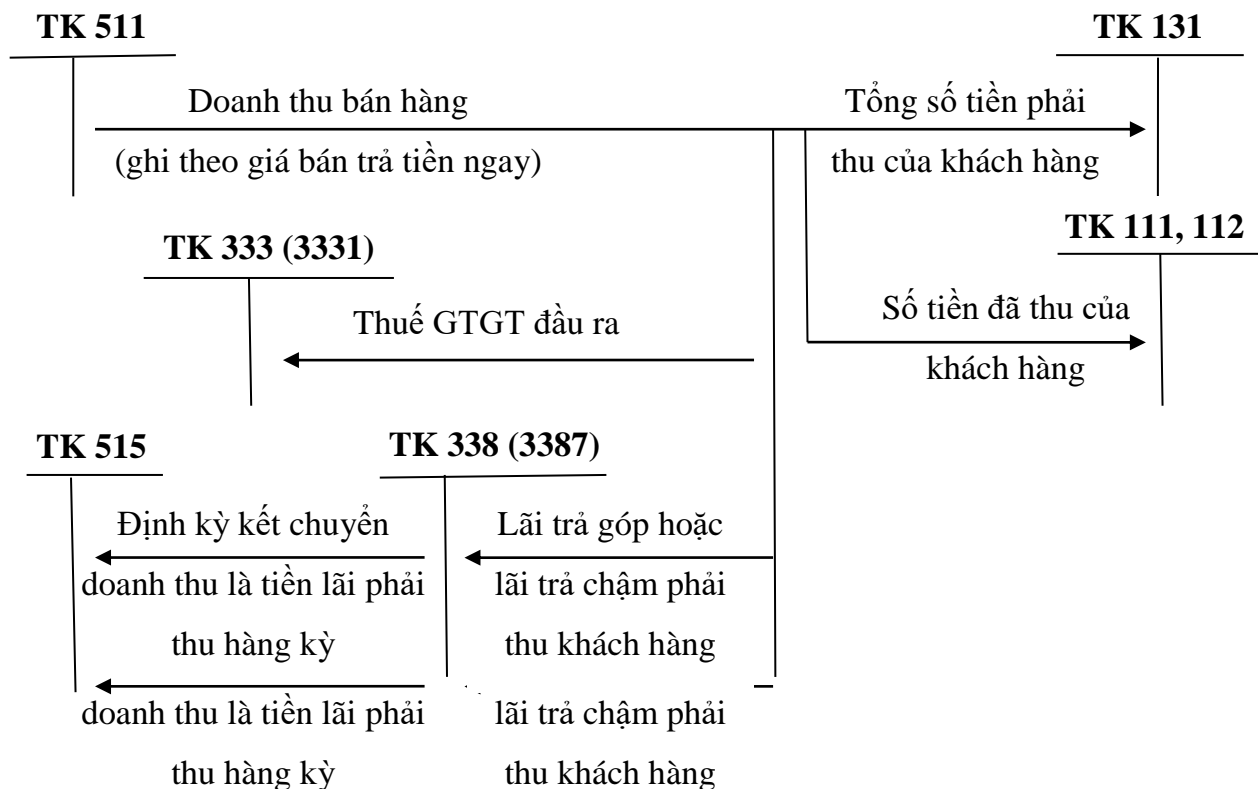 TK 511
TK 131
Doanh thu bán hàng
Tổng số tiền phải
(ghi theo giá bán trả tiền ngay)
thu của khách hàng
TK 111, 112
TK 333 (3331)
Số tiền đã thu của
Thuế GTGT đầu ra
khách hàng
TK 515
TK 338 (3387)
Định kỳ kết chuyển
Lãi trả góp hoặc
doanh thu là tiền lãi phải
lãi trả chậm phải
thu hàng kỳ
thu khách hàng
doanh thu là tiền lãi phải
lãi trả chậm phải
thu hàng kỳ
thu khách hàng